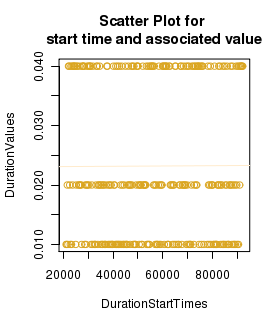 Scatter Plot for
start time and associated value
DurationValues
0.040
0.030
0.020
0.010
20000 40000 60000 80000
DurationStartTimes